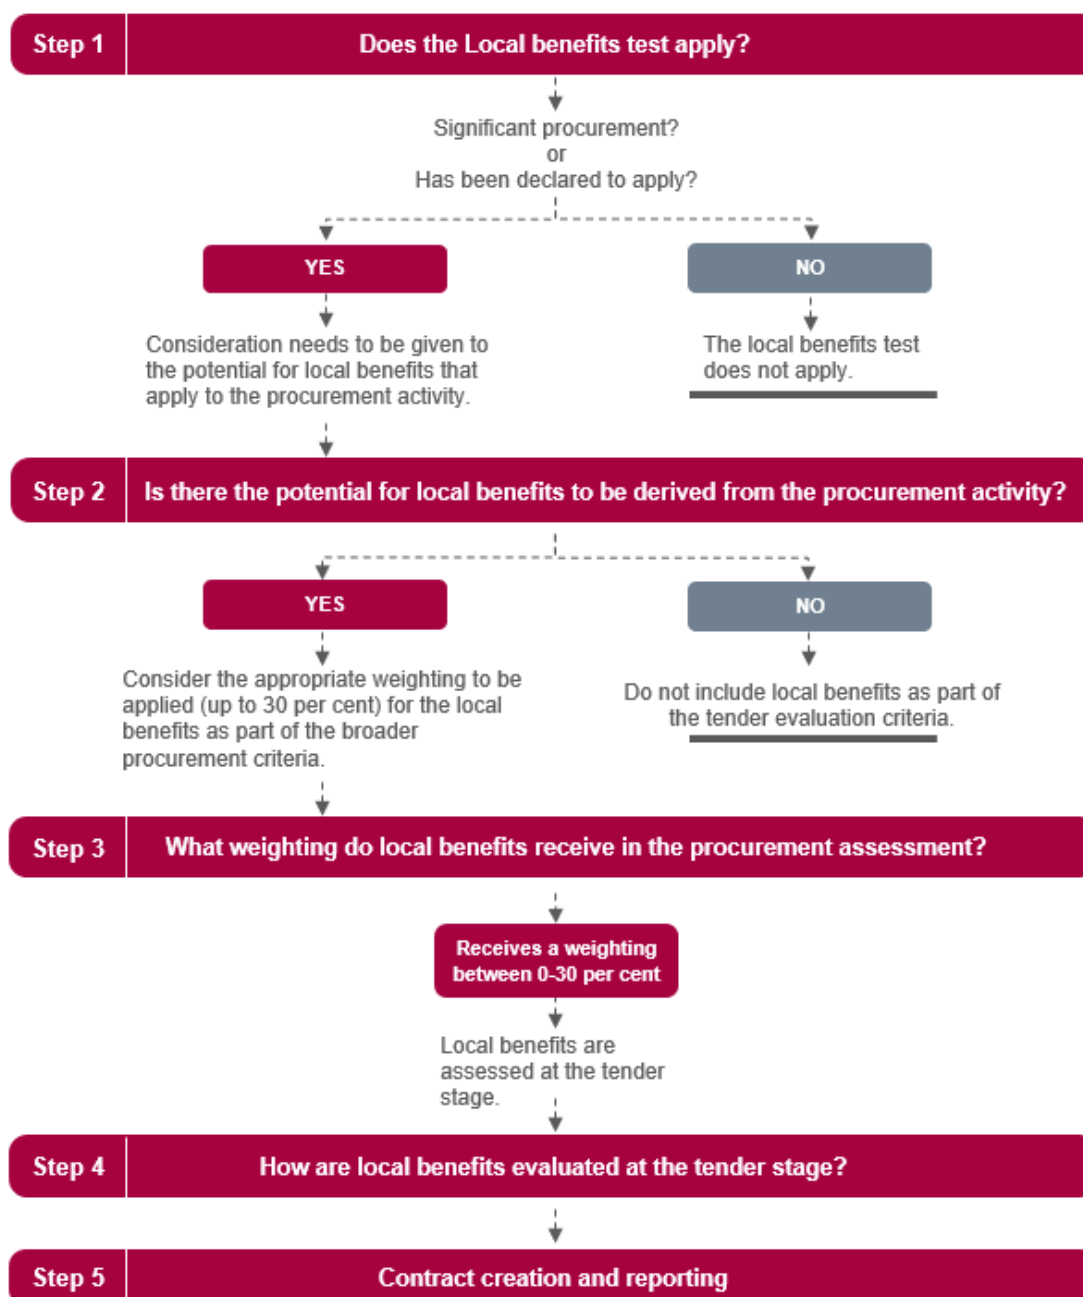 Step 1
Does the Local benefits test apply?
Significant procurement?
or
Has been declared to apply?
YES
NO
Consideration needs to be given to
the potential for local benefits that
apply to the procurement activity.
The local benefits test
does not apply.
Step 2
Is there the potential for local benefits to be derived from the procurement activity?
YES
NO
Consider the appropriate weighting to be
applied (up to 30 per cent) for the local
benefits as part of the broader
procurement criteria.
Do not include local benefits as part of
the tender evaluation criteria.
Step 3
What weighting do local benefits receive in the procurement assessment?
Receives a weighting
between 0-30 per cent
Local benefits are
assessed at the tender
stage.
Step 4
How are local benefits evaluated at the tender stage?
Step 5
Contract creation and reporting